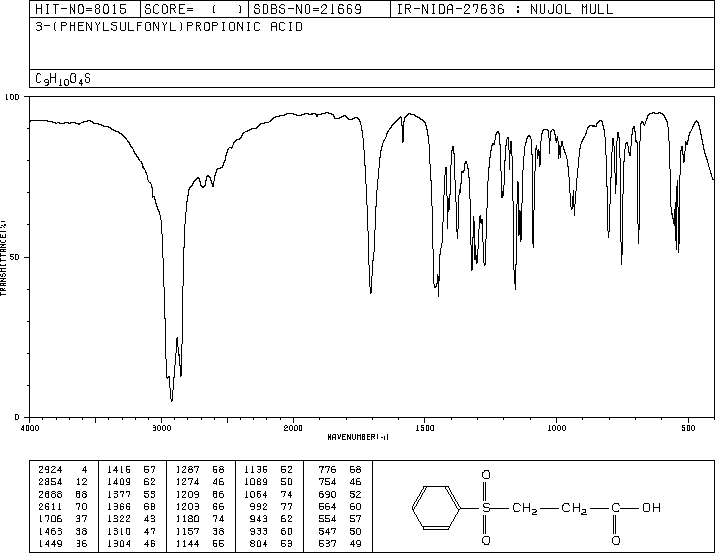 HIT-NO=8015 SCORE= ( ) SDBS-NO=21669 IR-NIDA-27636 : NUJOL MULL
3-(PHENYLSULFONYL)PROPIONIC ACID
C9H10O4S
100
50
0
TRANSMITTANCE(%)
4000 3000 2000 1500 1000 500
WAVENUMBER(-1)
2924 4 1416 67 1287 68 1136 52 776 68
2854 12 1409 62 1274 46 1089 50 754 46
2688 68 1377 55 1209 66 1064 74 690 52
2611 70 1366 68 1203 66 992 77 564 60
1706 37 1322 43 1180 74 943 62 554 57
1463 38 1310 47 1157 38 933 60 547 50
1449 36 1304 46 1144 55 804 53 537 49
O
S CH2 CH2 C OH
O O